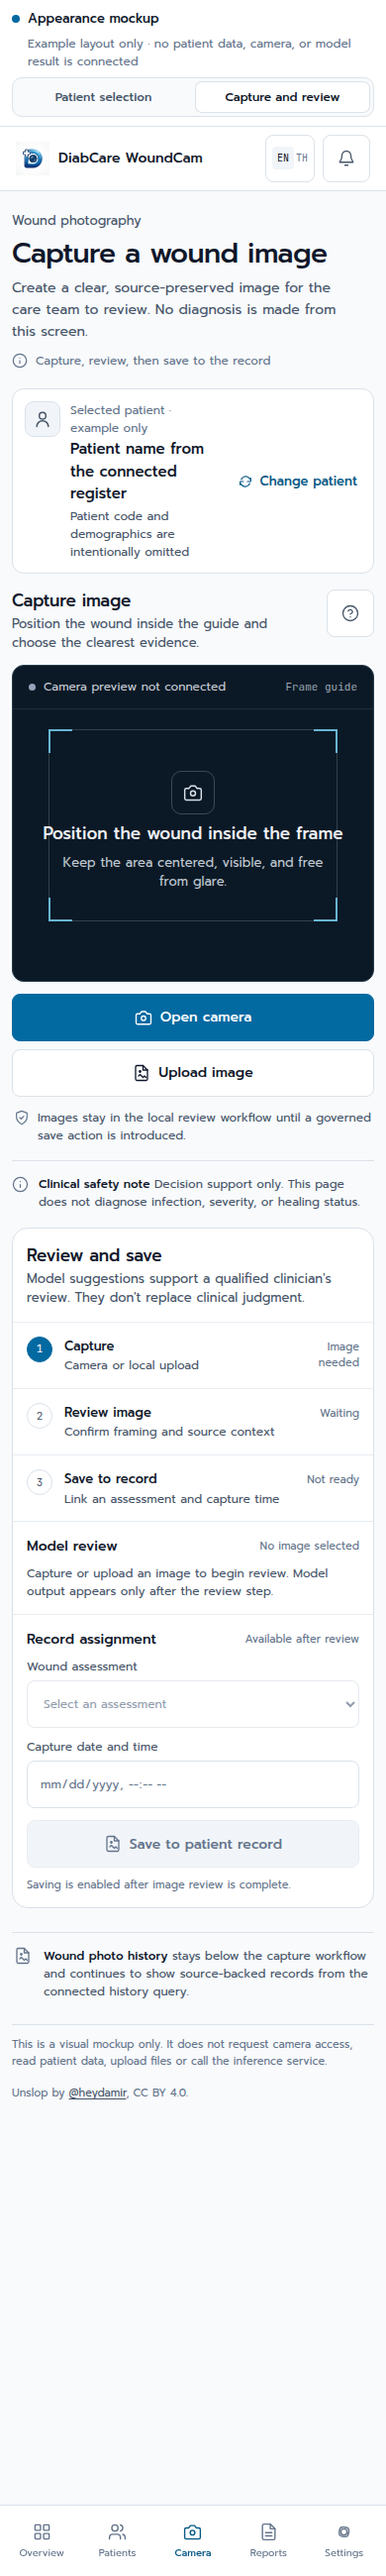 Appearance mockup
Example layout only · no patient data, camera, or model
result is connected
Patient selection
Capture and review
DiabCare WoundCam
EN TH
Wound photography
Capture a wound image
Create a clear, source-preserved image for the
care team to review. No diagnosis is made from
this screen.
Capture, review, then save to the record
Selected patient ·
example only
Patient name from
the connected
register
Patient code and
demographics are
intentionally omitted
Change patient
Capture image
Position the wound inside the guide and
choose the clearest evidence.
Camera preview not connected
Frame guide
Position the wound inside the frame
Keep the area centered, visible, and free
from glare.
Open camera
Upload image
Images stay in the local review workflow until a governed
save action is introduced.
Clinical safety note Decision support only. This page
does not diagnose infection, severity, or healing status.
Review and save
Model suggestions support a qualified clinician's
review. They don't replace clinical judgment.
1
Capture
Camera or local upload
Image
needed
2
Review image
Confirm framing and source context
Waiting
3
Save to record
Link an assessment and capture time
Not ready
Model review
No image selected
Capture or upload an image to begin review. Model
output appears only after the review step.
Record assignment
Available after review
Wound assessment
Select an assessment
Capture date and time
mm/dd/yyyy, --:-- --
Save to patient record
Saving is enabled after image review is complete.
Wound photo history stays below the capture workflow
and continues to show source-backed records from the
connected history query.
This is a visual mockup only. It does not request camera access,
read patient data, upload files or call the inference service.
Unslop by @heydamir, CC BY 4.0.
Overview
Patients
Camera
Reports
Settings